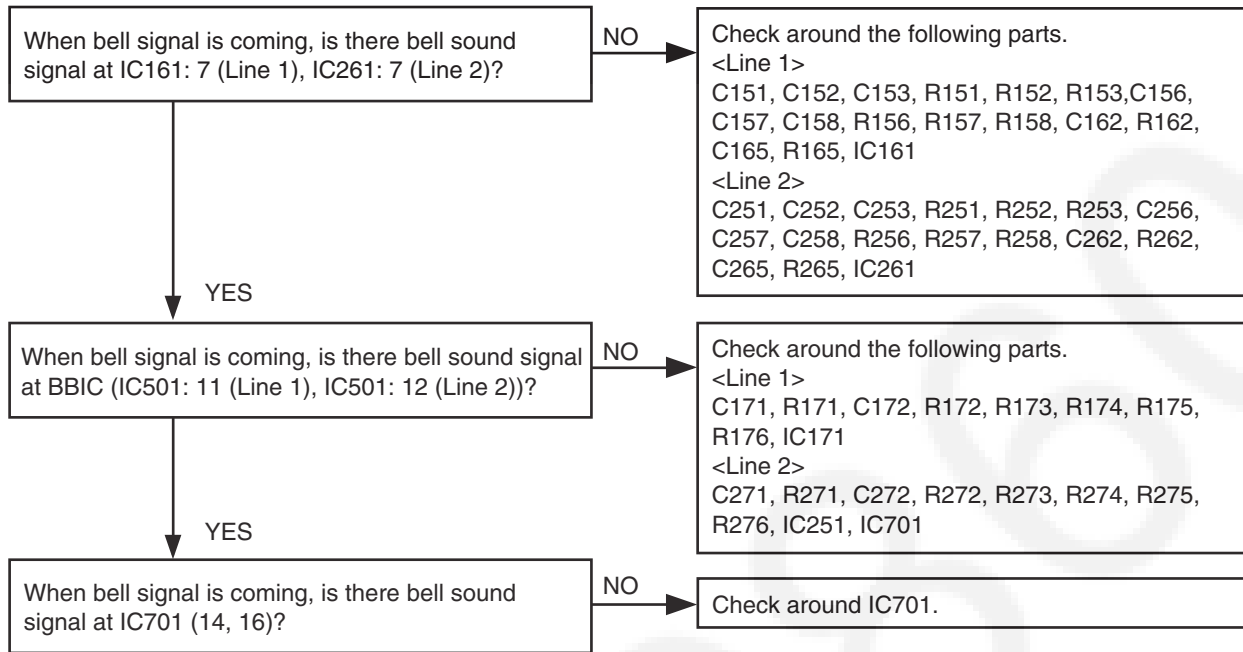 When bell signal is coming, is there bell sound
signal at IC161: 7 (Line 1), IC261: 7 (Line 2)?
NO
Check around the following parts.
<Line 1>
C151, C152, C153, R151, R152, R153,C156,
C157, C158, R156, R157, R158, C162, R162,
C165, R165, IC161
<Line 2>
C251, C252, C253, R251, R252, R253, C256,
C257, C258, R256, R257, R258, C262, R262,
C265, R265, IC261
YES
When bell signal is coming, is there bell sound signal
at BBIC (IC501: 11 (Line 1), IC501: 12 (Line 2))?
NO
Check around the following parts.
<Line 1>
C171, R171, C172, R172, R173, R174, R175,
R176, IC171
<Line 2>
C271, R271, C272, R272, R273, R274, R275,
R276, IC251, IC701
YES
When bell signal is coming, is there bell sound
signal at IC701 (14, 16)?
NO
Check around IC701.